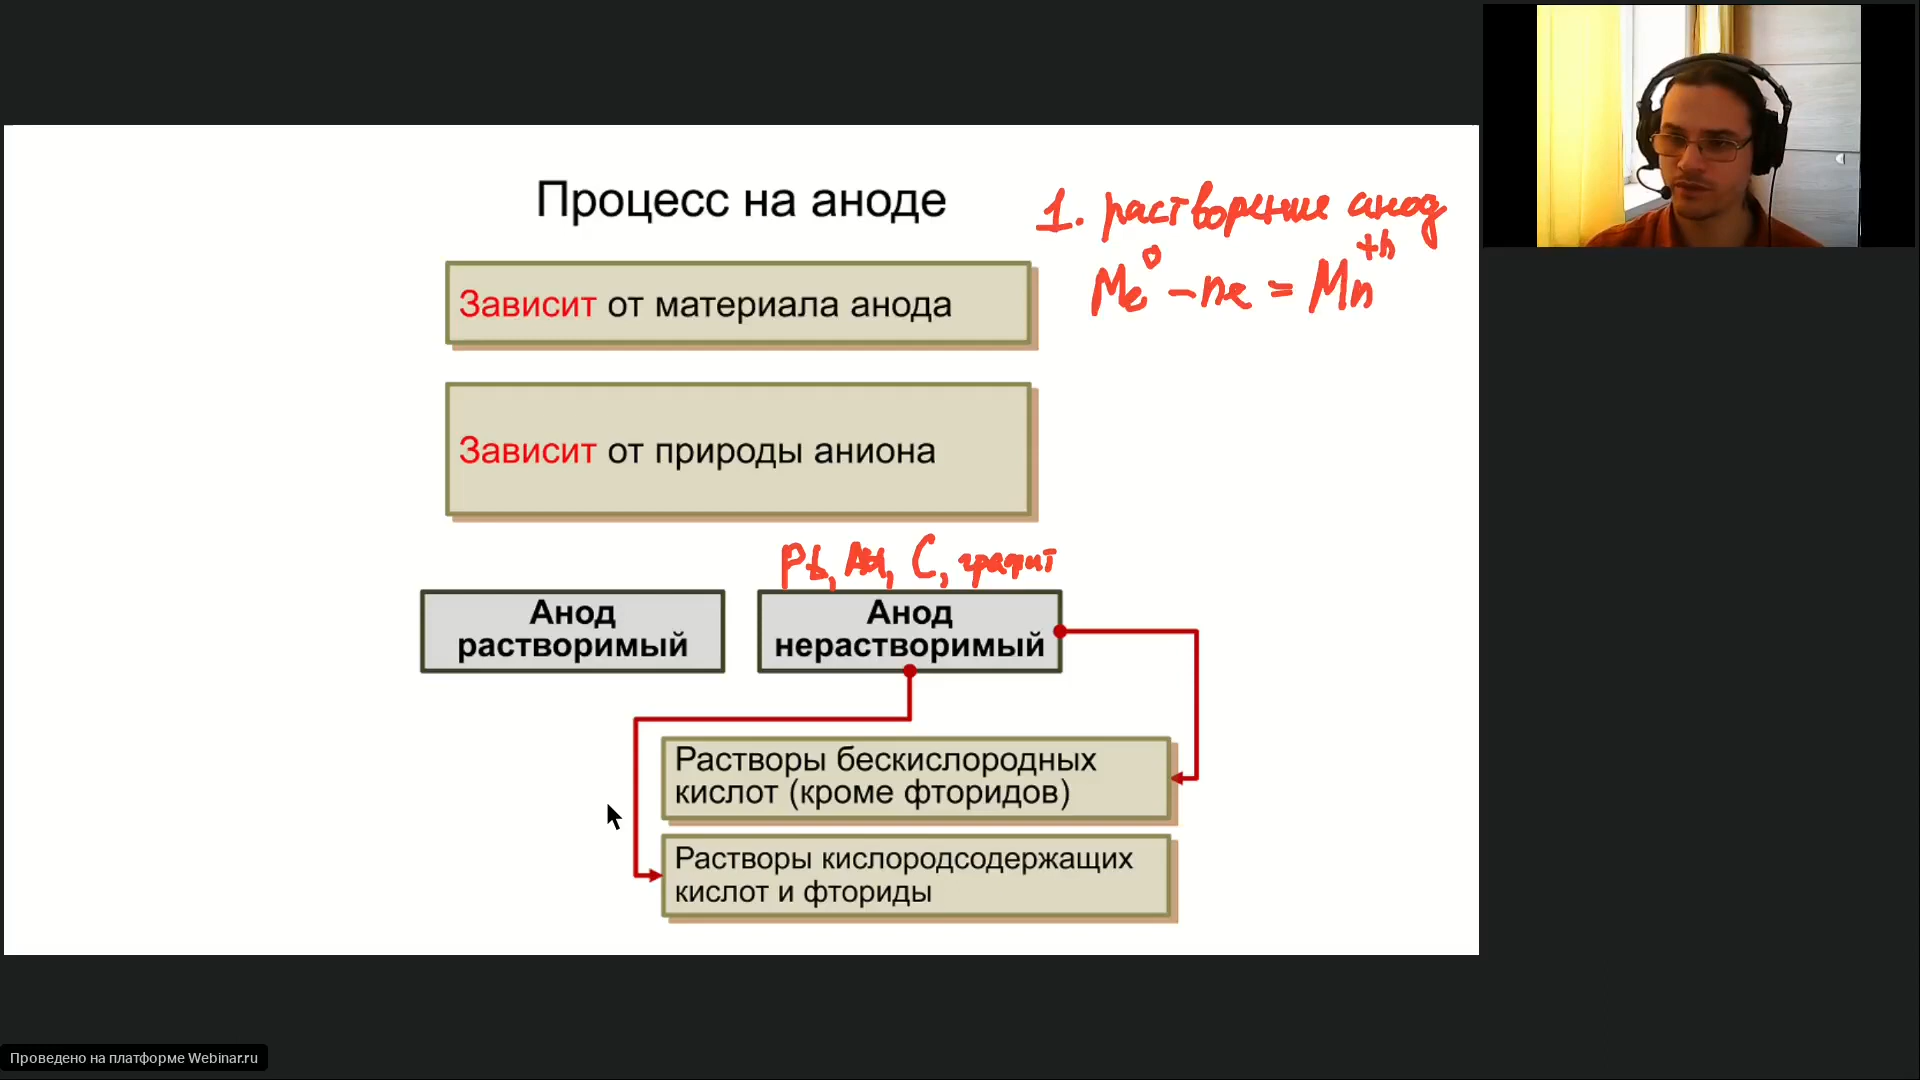 Процесс на аноде
1. растворение анод
Me⁰ -ne = Mn⁺ⁿ
Зависит от материала анода
Зависит от природы аниона
Pt, Au, C, графит
Анод
растворимый
Анод
нерастворимый
Растворы бескислородных
кислот (кроме фторидов)
Растворы кислородсодержащих
кислот и фториды
Проведено на платформе Webinar.ru